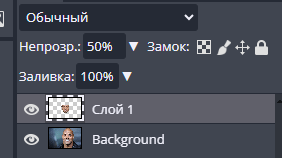 Обычный
Непрозр.: 50% Замок:
Заливка: 100%
Слой 1
Background